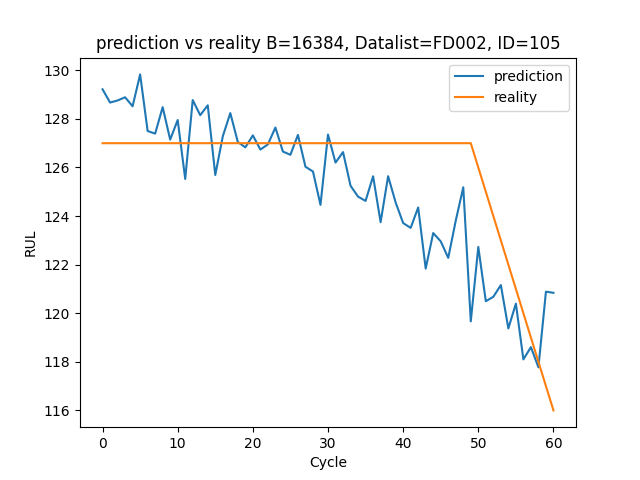 prediction vs reality B=16384, Datalist=FD002, ID=105
prediction
reality
130
128
126
124
122
120
118
116
RUL
0 10 20 30 40 50 60
Cycle